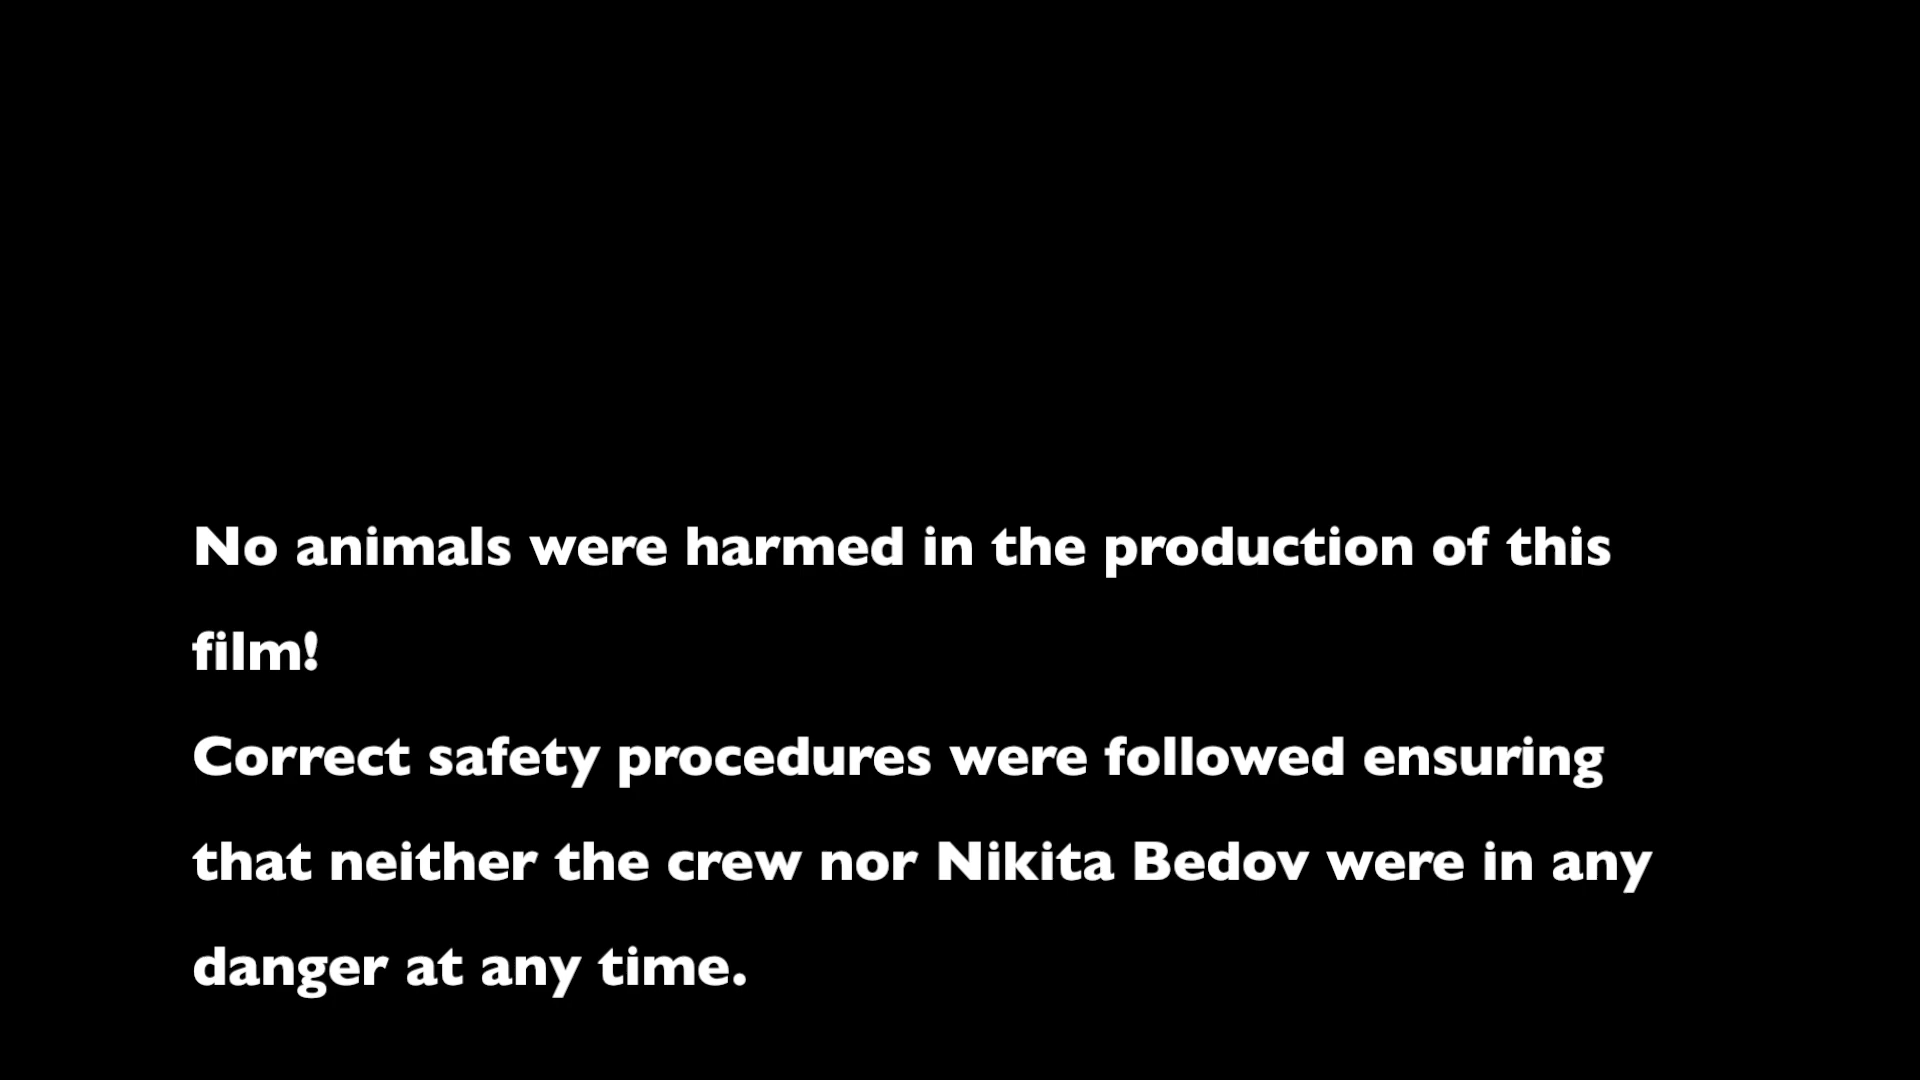 No animals were harmed in the production of this
film!
Correct safety procedures were followed ensuring
that neither the crew nor Nikita Bedov were in any
danger at any time.